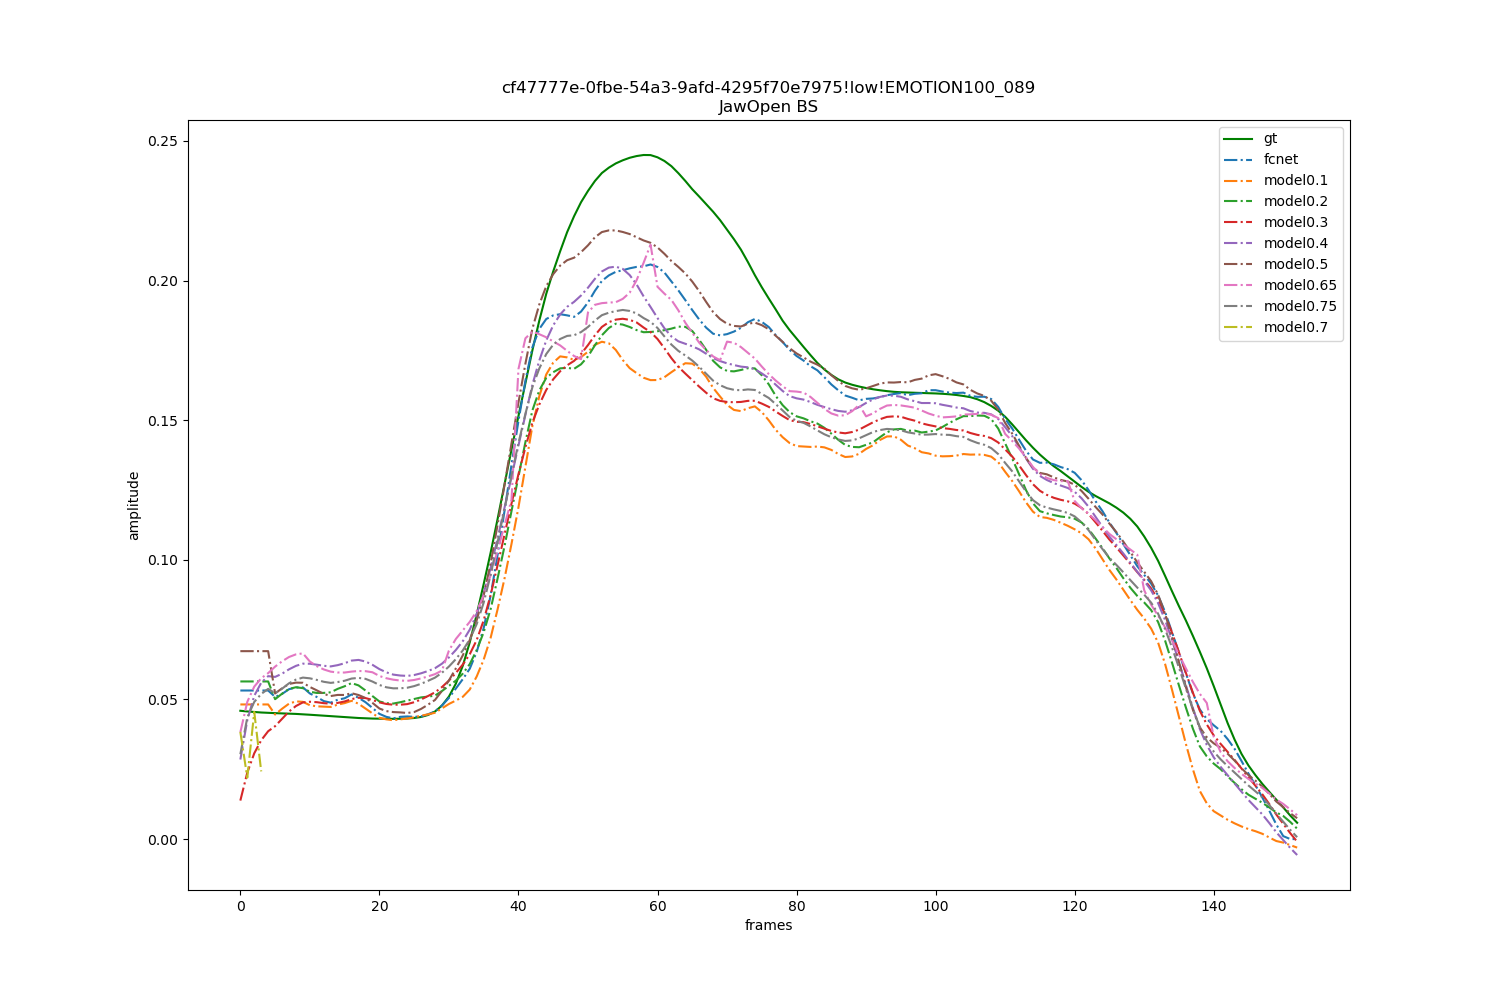 cf47777e-0fbe-54a3-9afd-4295f70e7975!low!EMOTION100_089
JawOpen BS
gt
fcnet
model0.1
model0.2
model0.3
model0.4
model0.5
model0.65
model0.75
model0.7
amplitude
0.25
0.20
0.15
0.10
0.05
0.00
0 20 40 60 80 100 120 140
frames